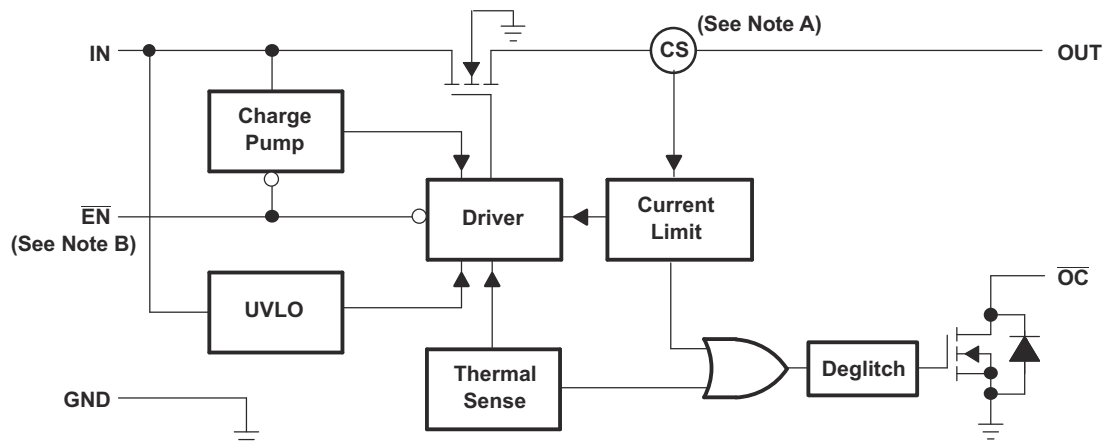 (See Note A)
IN
CS
OUT
Charge
Pump
EN
(See Note B)
Driver
Current
Limit
UVLO
OC
Thermal
Sense
Deglitch
GND